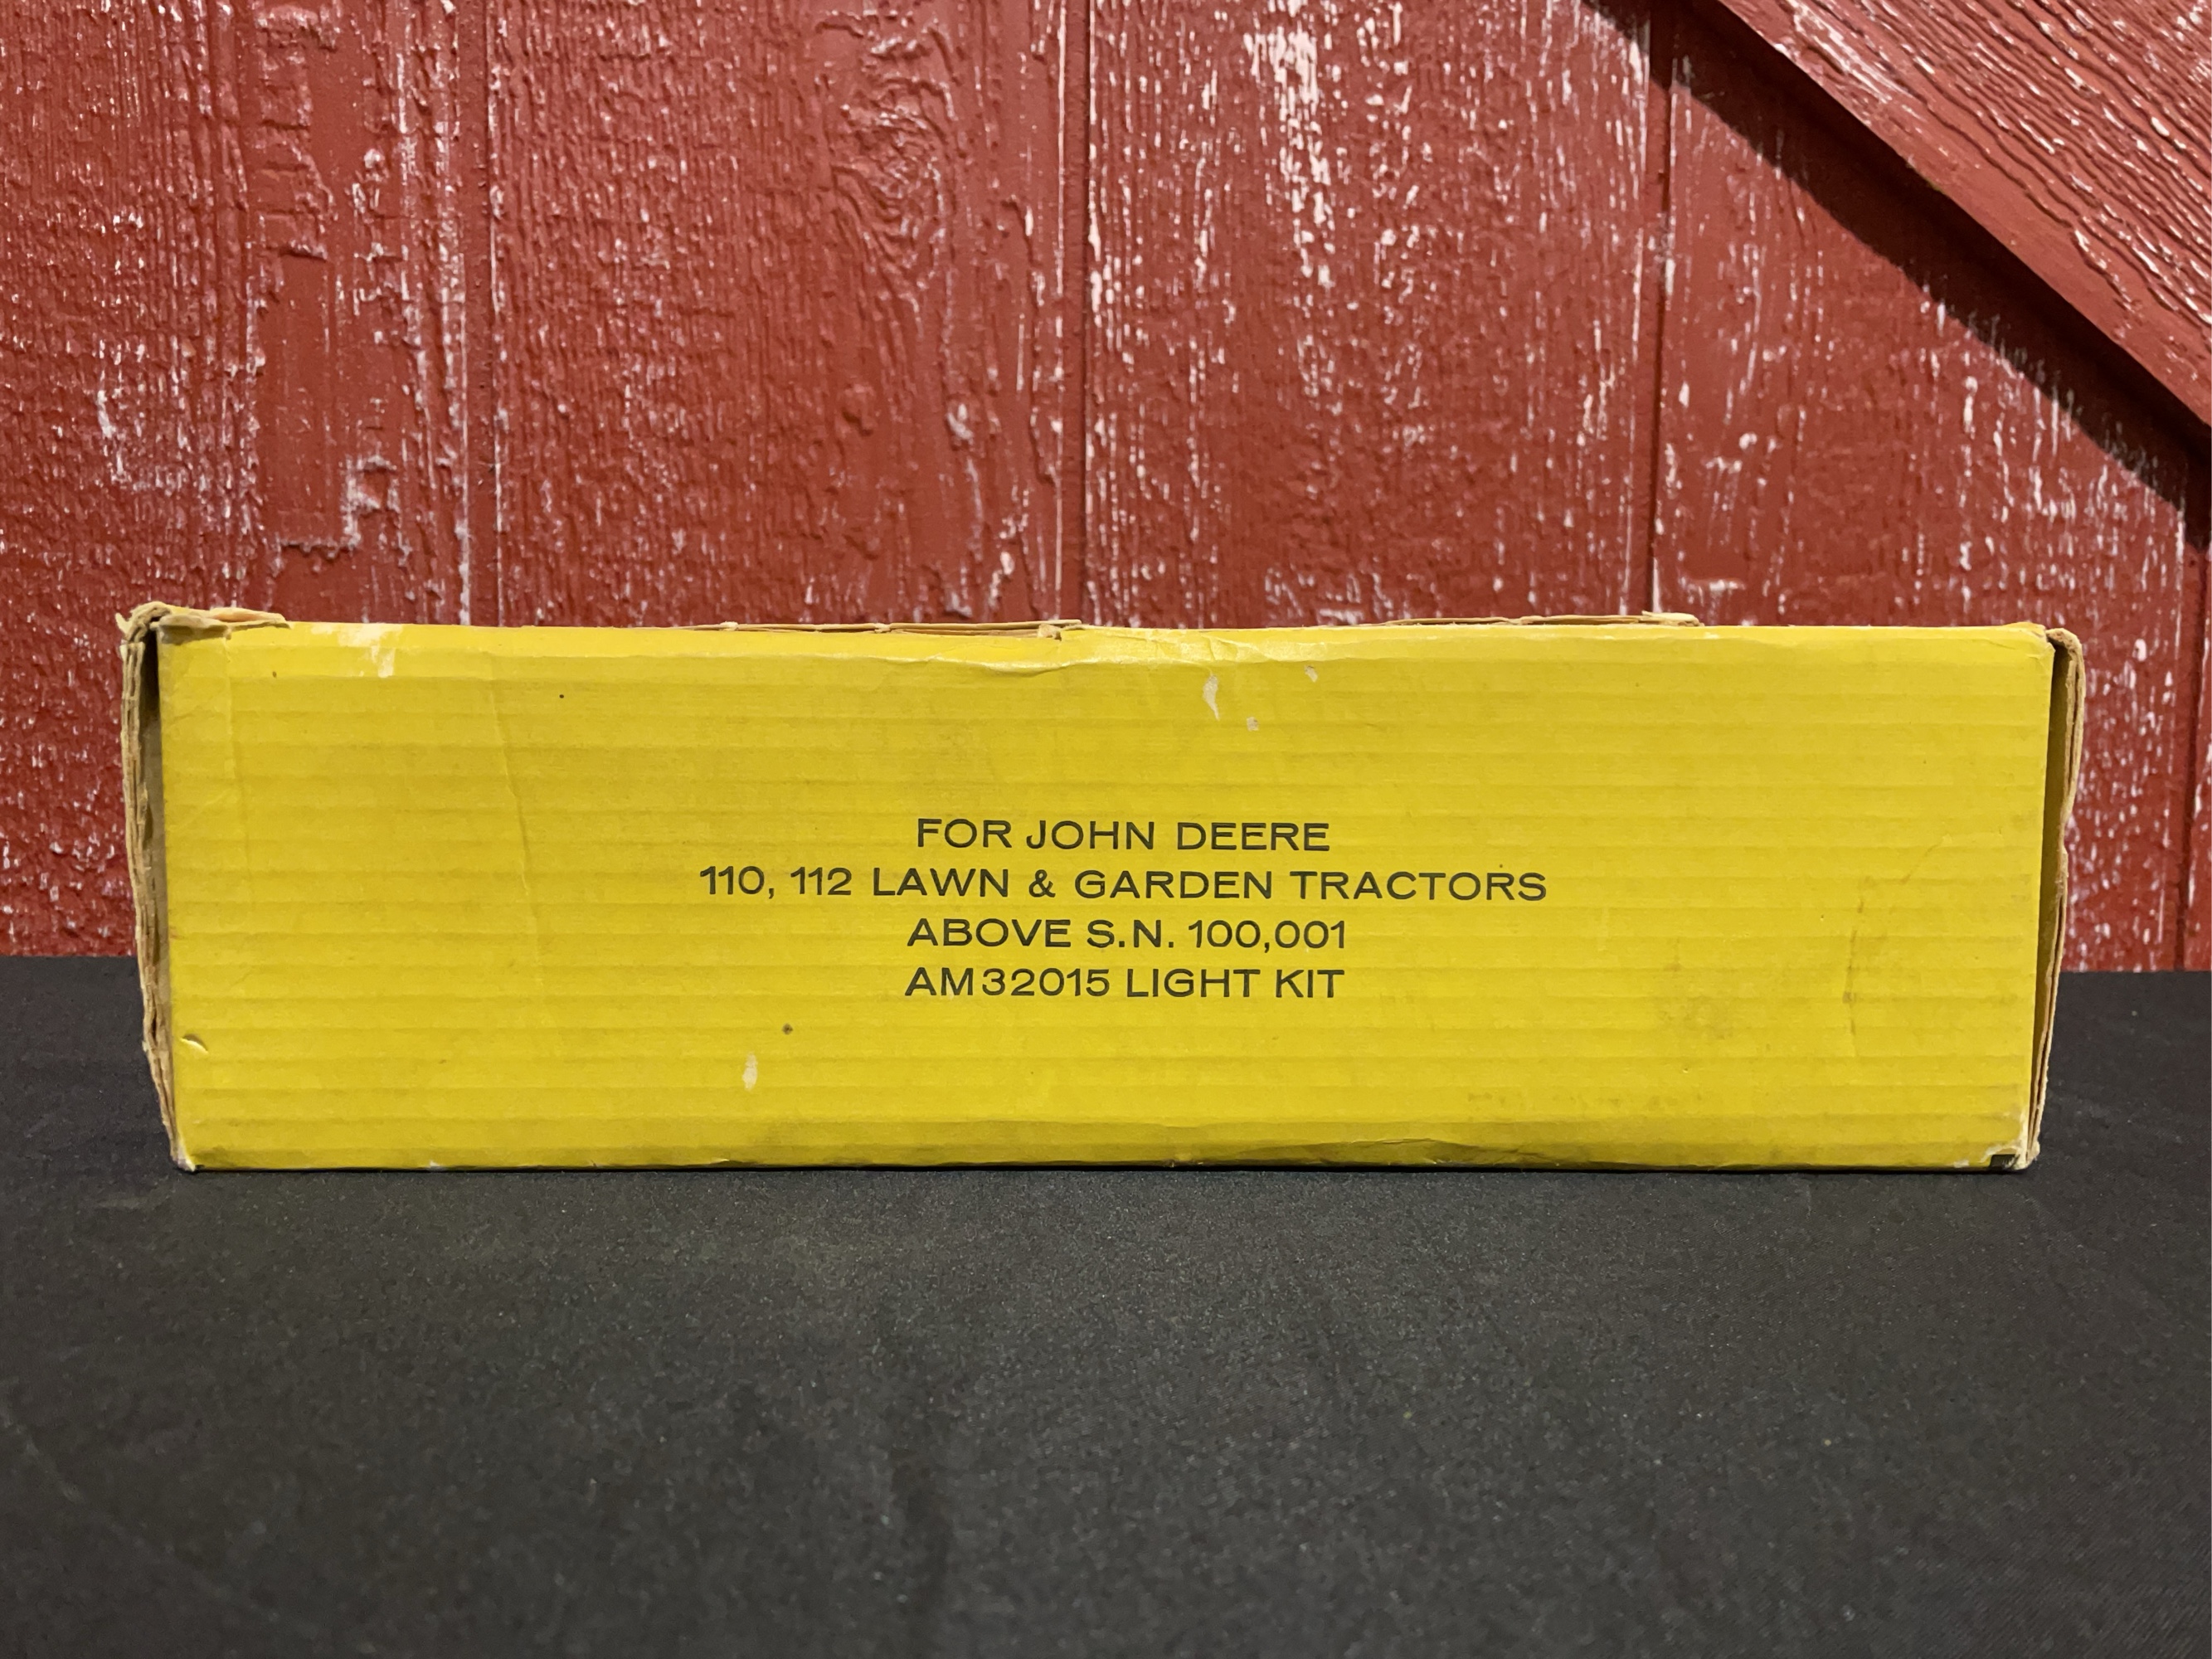 FOR JOHN DEERE
110, 112 LAWN & GARDEN TRACTORS
ABOVE S.N. 100,001
AM32015 LIGHT KIT